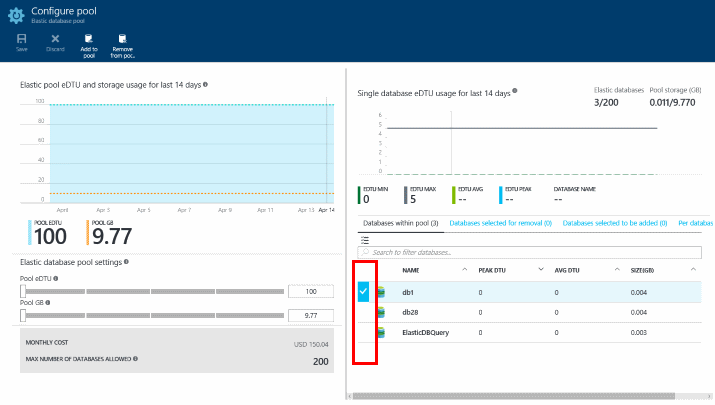 Configure pool
Elastic database pool
Save
Discard
Add to pool
Remove from poo...
Elastic pool eDTU and storage usage for last 14 days
100
80
60
40
20
0
April
Apr 3
Apr 5
Apr 7
Apr 9
Apr 11
Apr 13
Apr 14
POOL EDTU
100
POOL GB
9.77
Elastic database pool settings
Pool eDTU
100
Pool GB
9.77
MONTHLY COST
USD 150.04
MAX NUMBER OF DATABASES ALLOWED
200
Single database eDTU usage for last 14 days
Elastic databases
3/200
Pool storage (GB)
0.011/9.770
6
5
4
3
2
1
0
EDTU MIN
0
EDTU MAX
5
EDTU AVG
--
EDTU PEAK
--
DATABASE NAME
--
Databases within pool (3)
Databases selected for removal (0)
Databases selected to be added (0)
Per databas
Search to filter databases...
NAME PEAK DTU AVG DTU SIZE(GB)
db1 0 0 0.004
db28 0 0 0.004
ElasticDBQuery 0 0 0.003